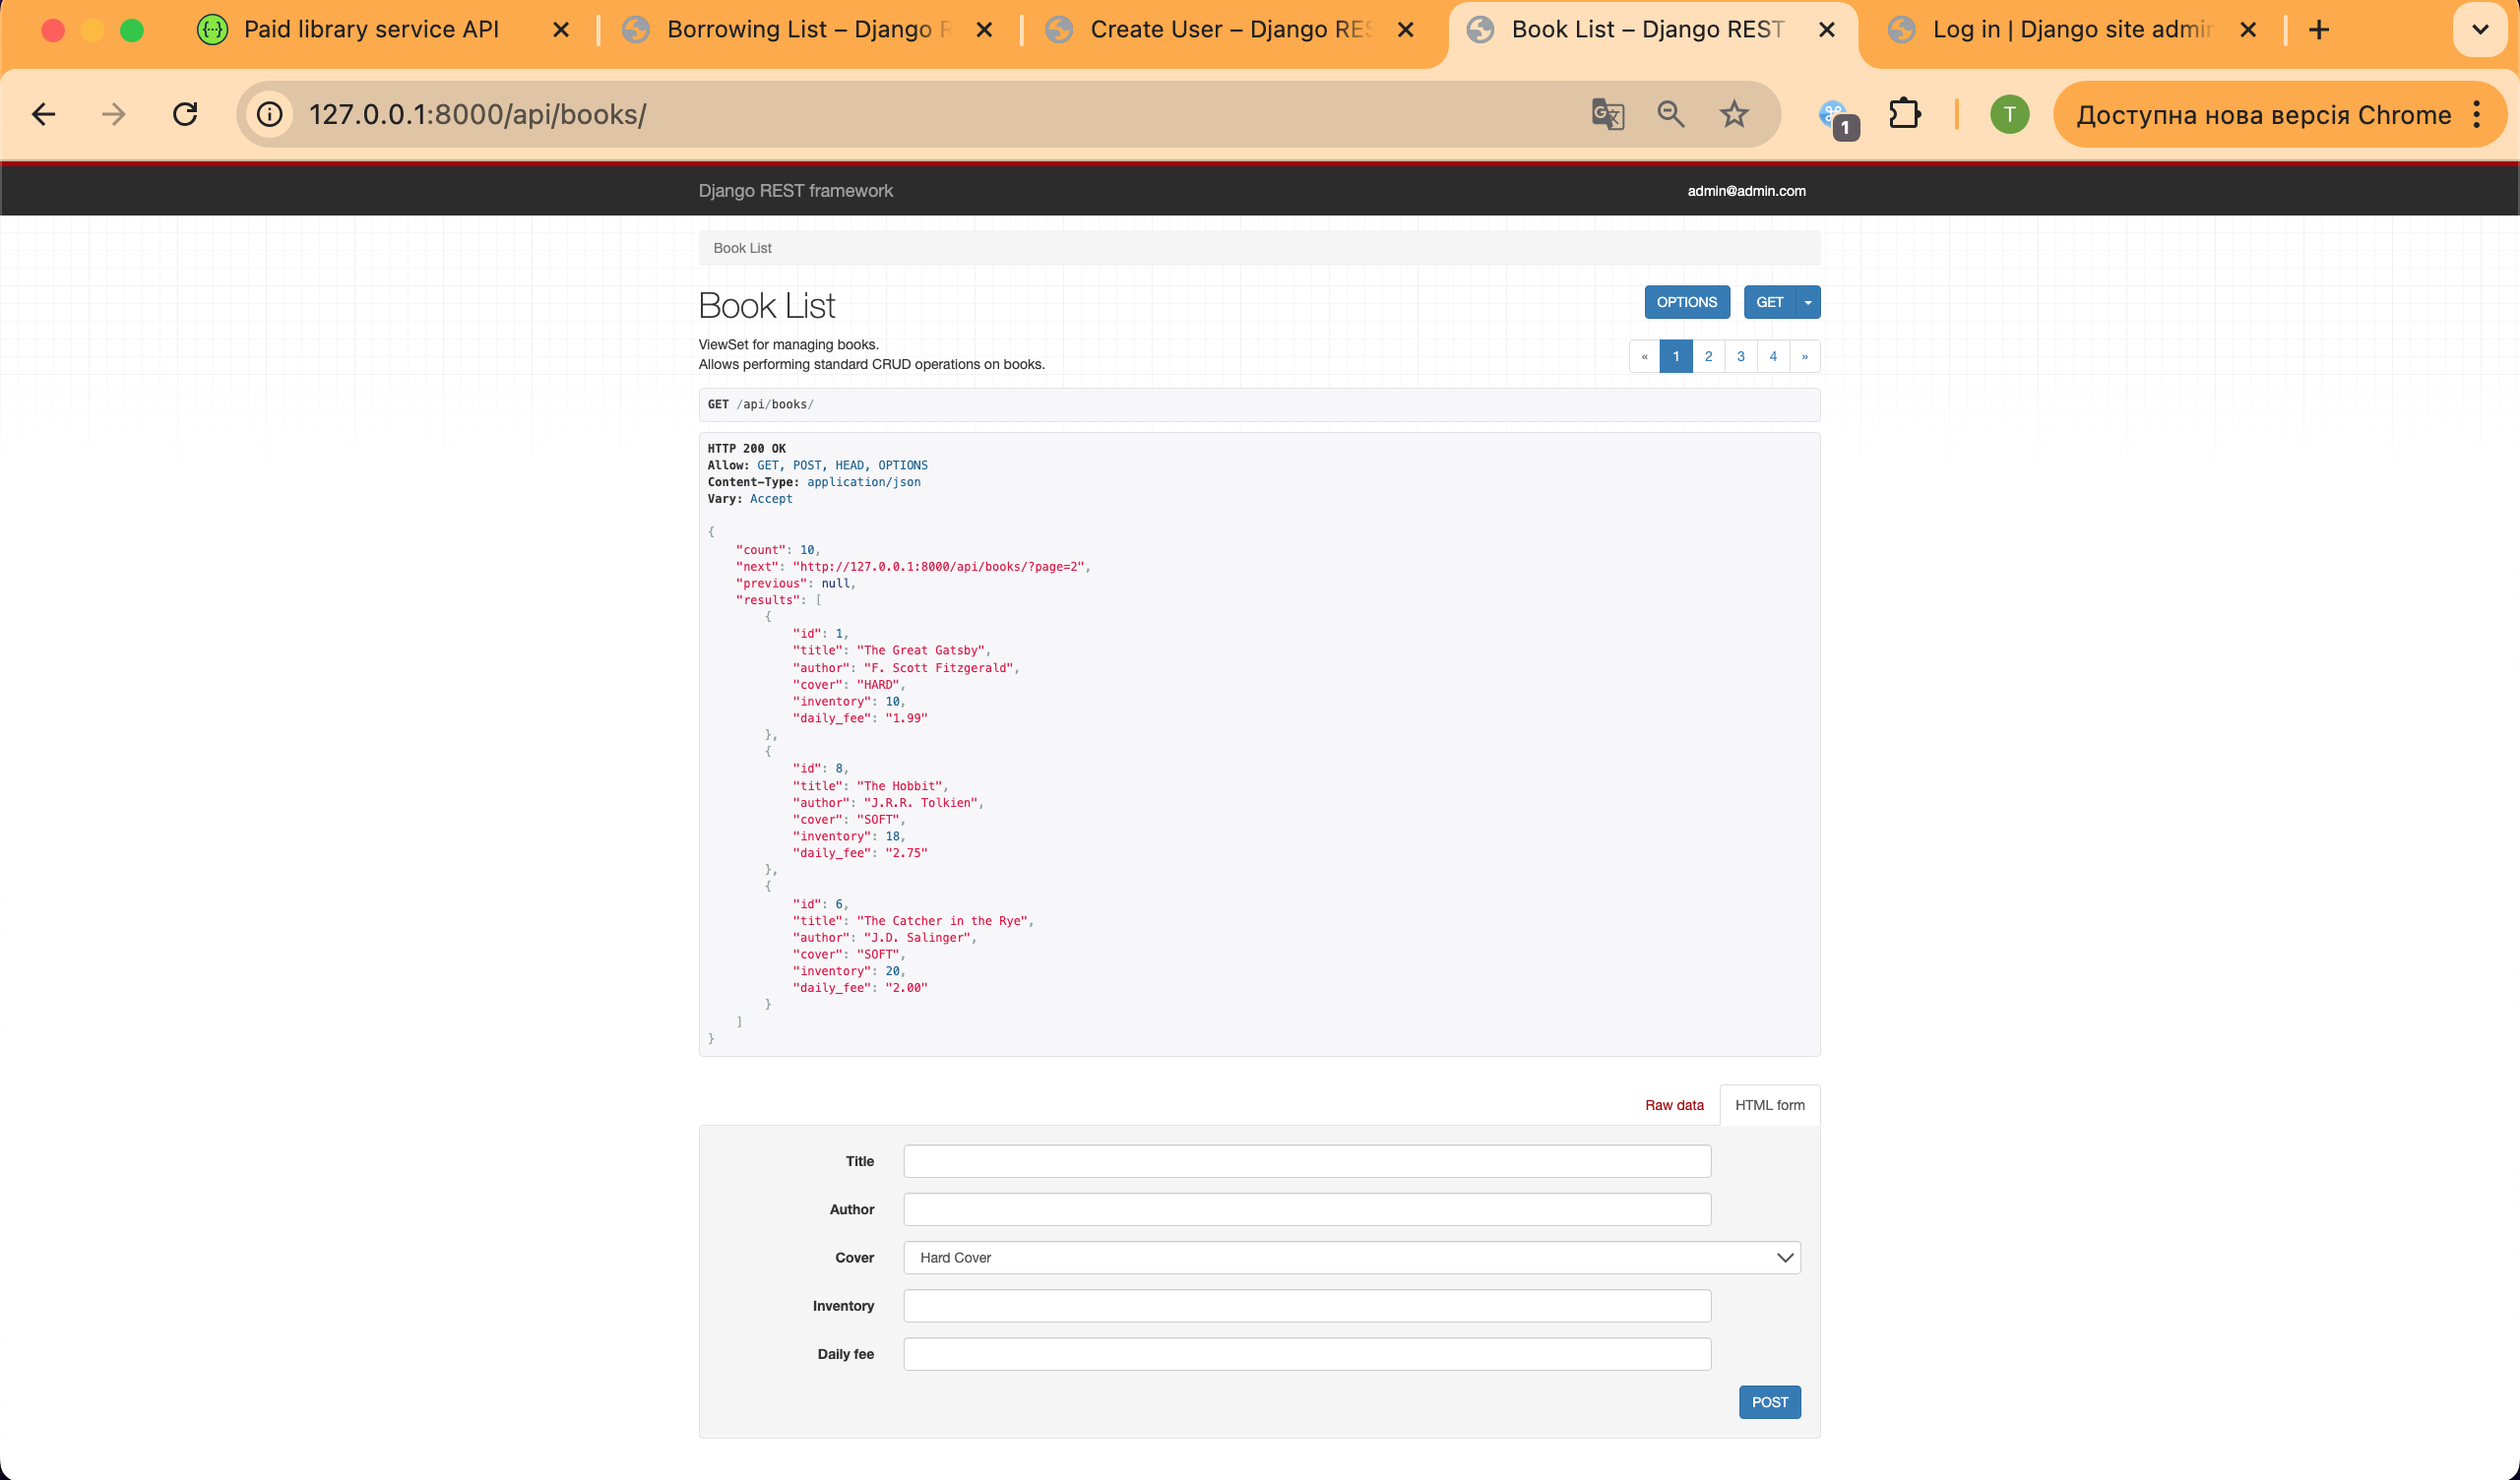 Paid library service API
Borrowing List – Django R
Create User – Django RES
Book List – Django REST
Log in | Django site admin
127.0.0.1:8000/api/books/
1
T
Доступна нова версія Chrome
Django REST framework
admin@admin.com
Book List
Book List
OPTIONS
GET
ViewSet for managing books.
Allows performing standard CRUD operations on books.
« 1 2 3 4 »
GET /api/books/
HTTP 200 OK
Allow: GET, POST, HEAD, OPTIONS
Content-Type: application/json
Vary: Accept
{
"count": 10,
"next": "http://127.0.0.1:8000/api/books/?page=2",
"previous": null,
"results": [
{
"id": 1,
"title": "The Great Gatsby",
"author": "F. Scott Fitzgerald",
"cover": "HARD",
"inventory": 10,
"daily_fee": "1.99"
},
{
"id": 8,
"title": "The Hobbit",
"author": "J.R.R. Tolkien",
"cover": "SOFT",
"inventory": 18,
"daily_fee": "2.75"
},
{
"id": 6,
"title": "The Catcher in the Rye",
"author": "J.D. Salinger",
"cover": "SOFT",
"inventory": 20,
"daily_fee": "2.00"
}
]
}
Raw data
HTML form
Title
Author
Cover
Hard Cover
Inventory
Daily fee
POST